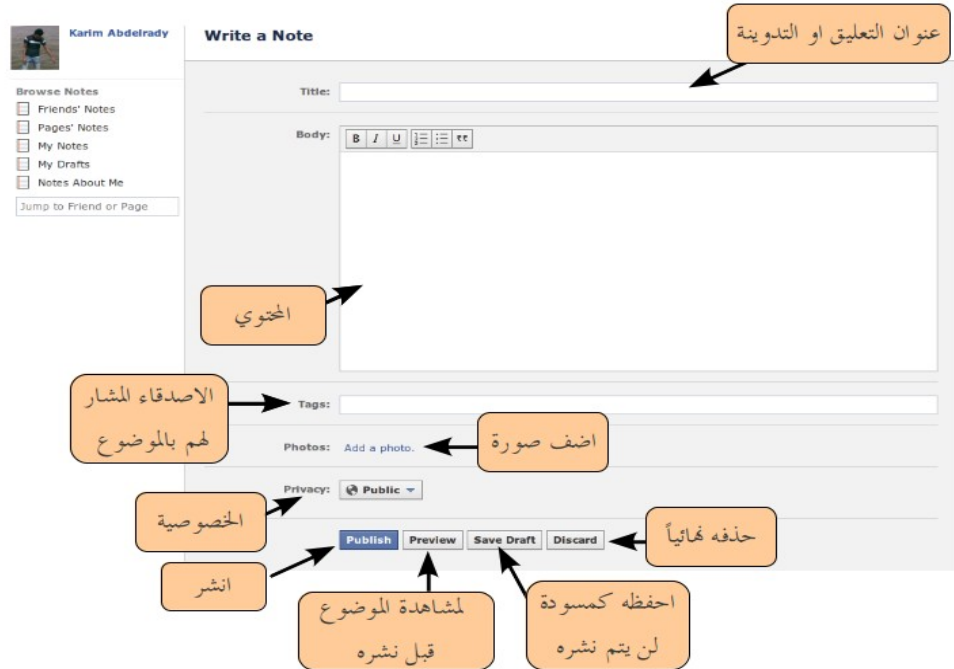 Karim Abdelrady
Write a Note
عنوان التعليق او التدوينة
Browse Notes
Friends' Notes
Pages' Notes
My Notes
My Drafts
Notes About Me
Jump to Friend or Page
Title:
Body:
B I U
المحتوي
الاصدقاء المشار
لهم بالموضوع
Tags:
Photos: Add a photo.
اضف صورة
Privacy: Public
الخصوصية
Publish Preview Save Draft Discard
حذفه نهائياً
انشر
لمشاهدة الموضوع
قبل نشره
احفظه كمسودة
لن يتم نشره